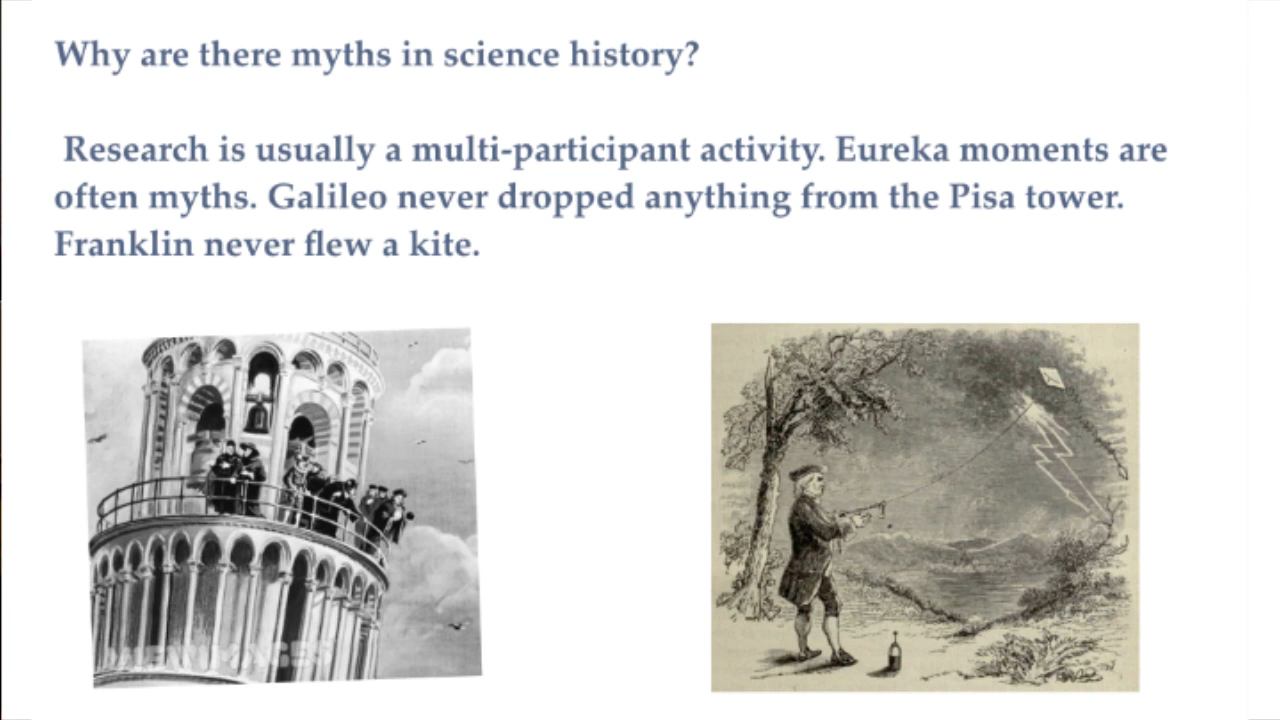 Why are there myths in science history?
Research is usually a multi-participant activity. Eureka moments are
often myths. Galileo never dropped anything from the Pisa tower.
Franklin never flew a kite.